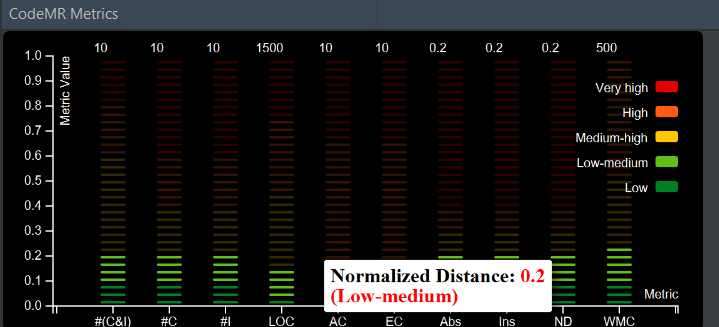 CodeMR Metrics
10 10 10 1500 10 10 0.2 0.2 0.2 500
Metric Value
1.0
0.9
0.8
0.7
0.6
0.5
0.4
0.3
0.2
0.1
0.0
Very high
High
Medium-high
Low-medium
Low
Normalized Distance: 0.2
(Low-medium)
Metric
#(C&I) #C #I LOC AC EC Abs Ins ND WMC